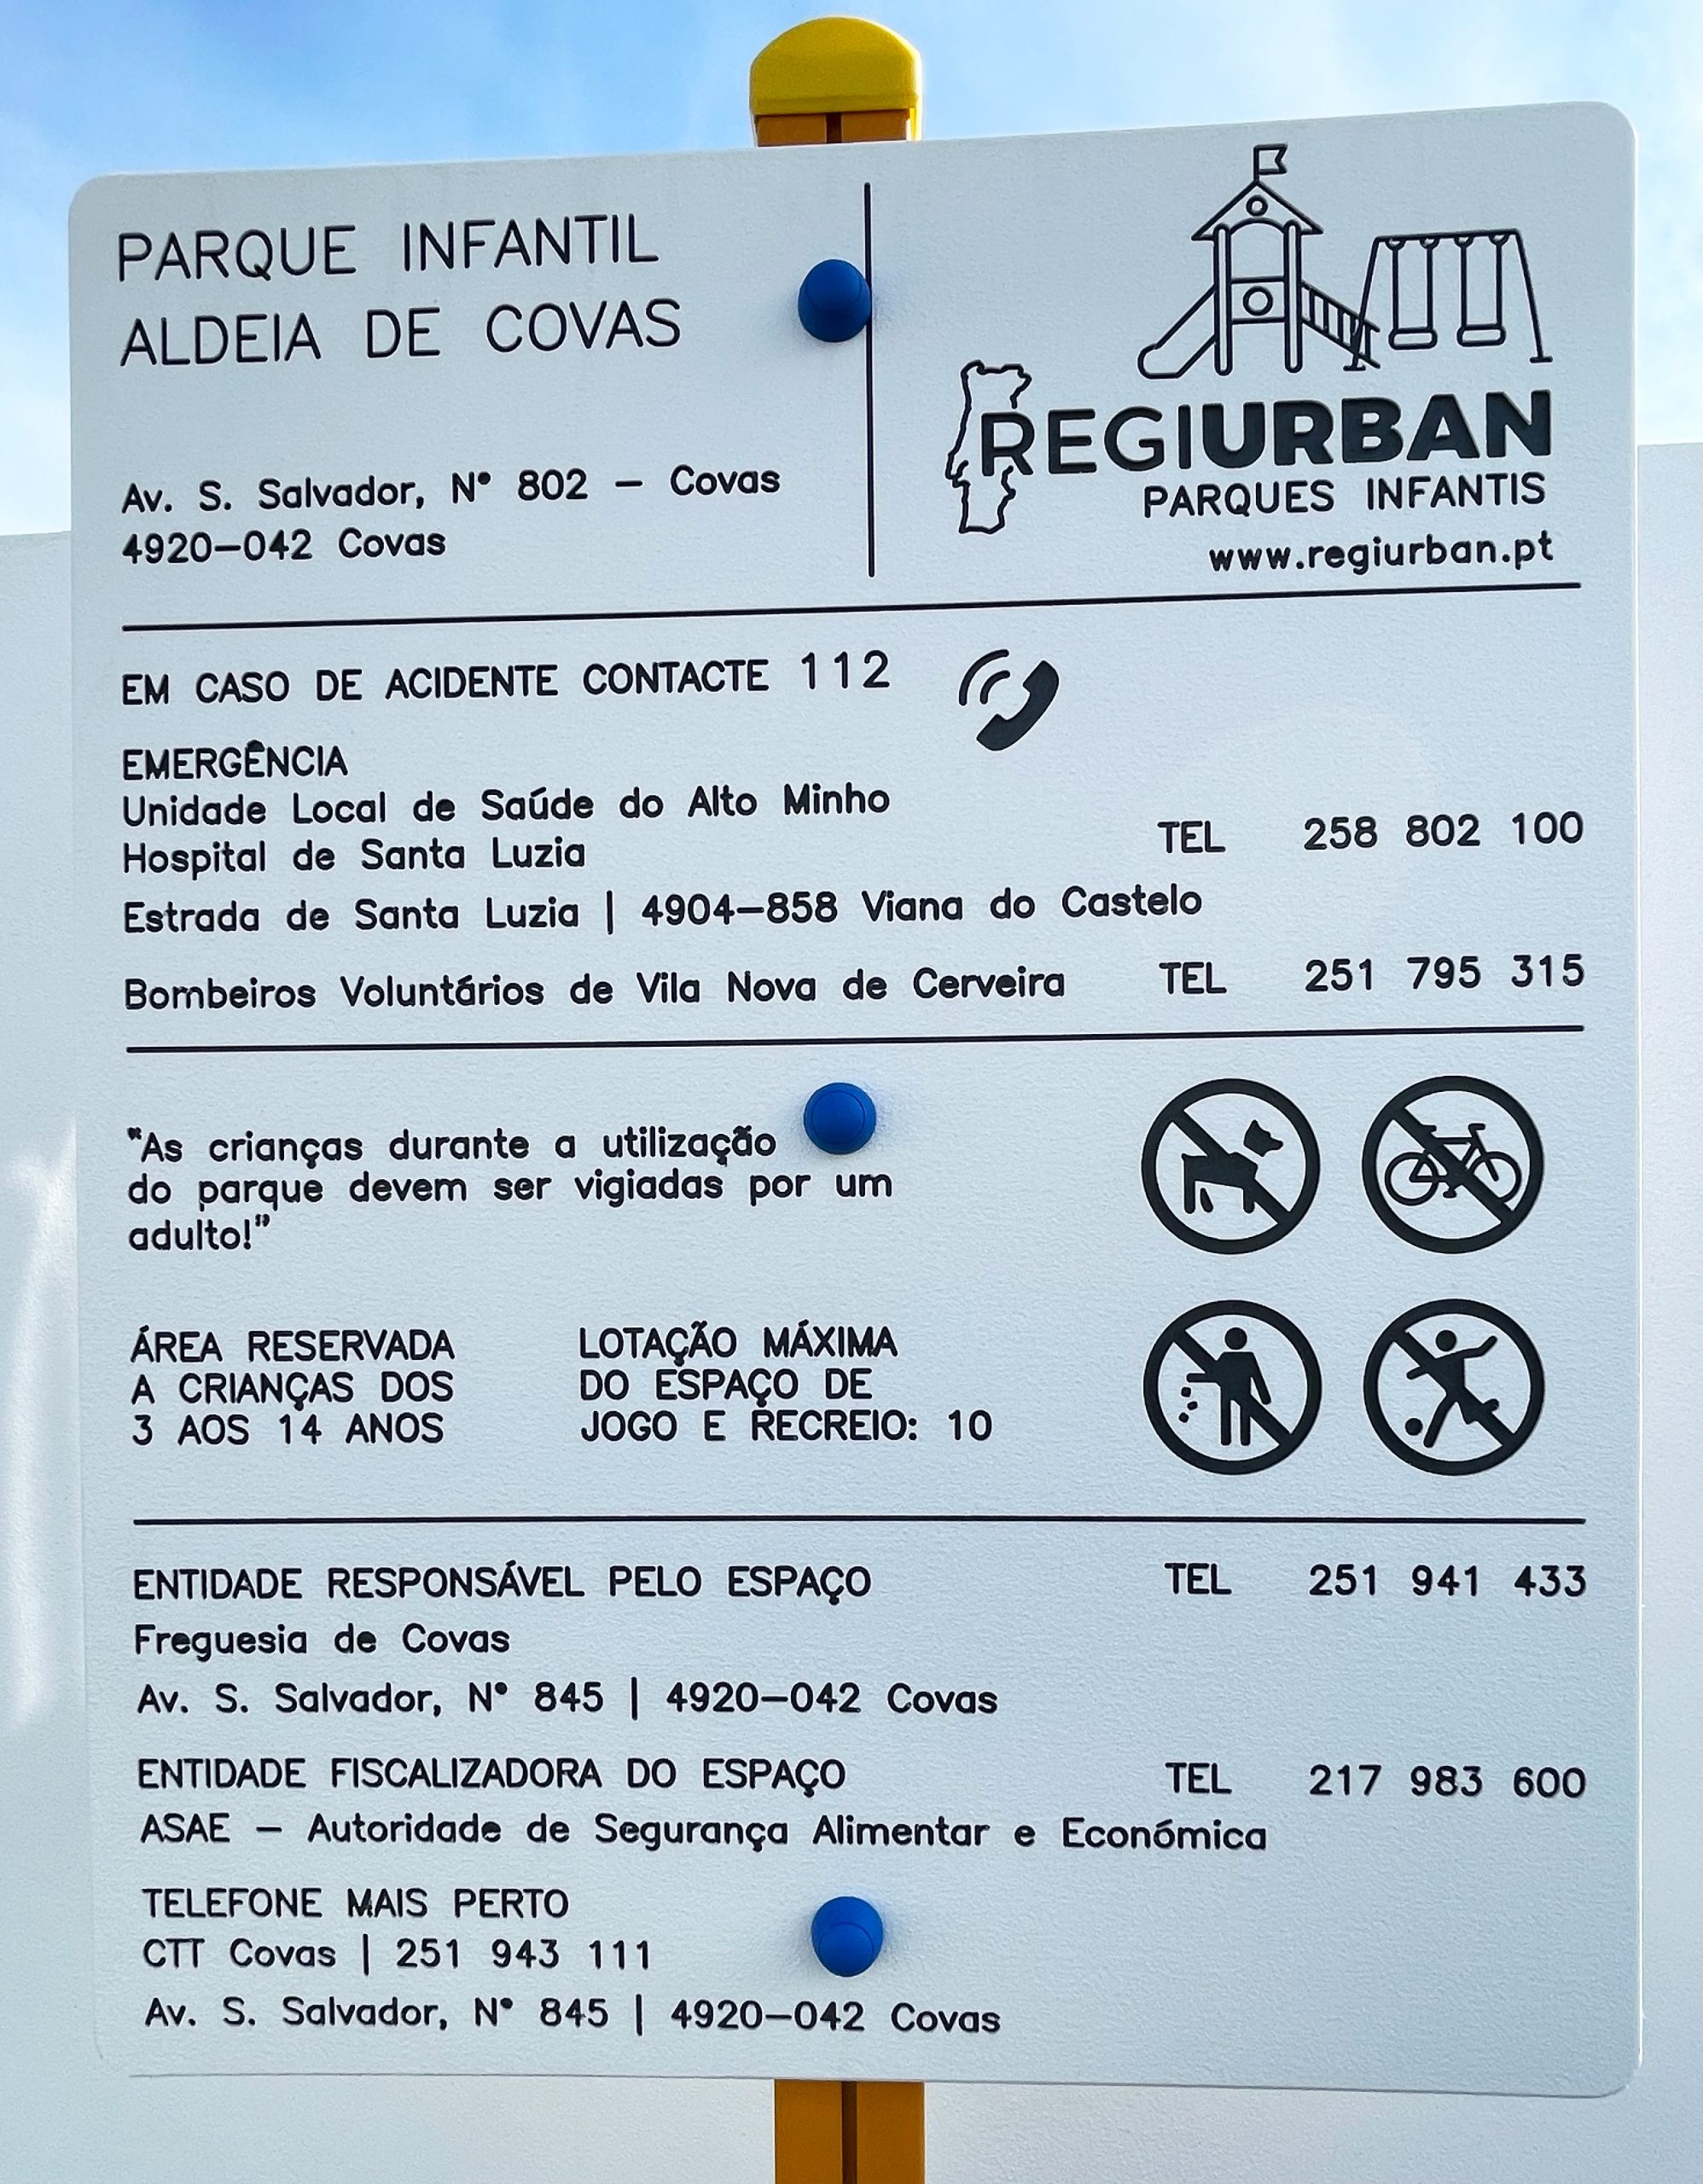 PARQUE INFANTIL
ALDEIA DE COVAS
Av. S. Salvador, Nº 802 – Covas
4920–042 Covas
REGIURBAN
PARQUES INFANTIS
www.regiurban.pt
EM CASO DE ACIDENTE CONTACTE 112
EMERGÊNCIA
Unidade Local de Saúde do Alto Minho
Hospital de Santa Luzia
TEL 258 802 100
Estrada de Santa Luzia | 4904–858 Viana do Castelo
Bombeiros Voluntários de Vila Nova de Cerveira TEL 251 795 315
"As crianças durante a utilização
do parque devem ser vigiadas por um
adulto!"
ÁREA RESERVADA
A CRIANÇAS DOS
3 AOS 14 ANOS
LOTAÇÃO MÁXIMA
DO ESPAÇO DE
JOGO E RECREIO: 10
ENTIDADE RESPONSÁVEL PELO ESPAÇO TEL 251 941 433
Freguesia de Covas
Av. S. Salvador, Nº 845 | 4920–042 Covas
ENTIDADE FISCALIZADORA DO ESPAÇO TEL 217 983 600
ASAE – Autoridade de Segurança Alimentar e Económica
TELEFONE MAIS PERTO
CTT Covas | 251 943 111
Av. S. Salvador, Nº 845 | 4920–042 Covas